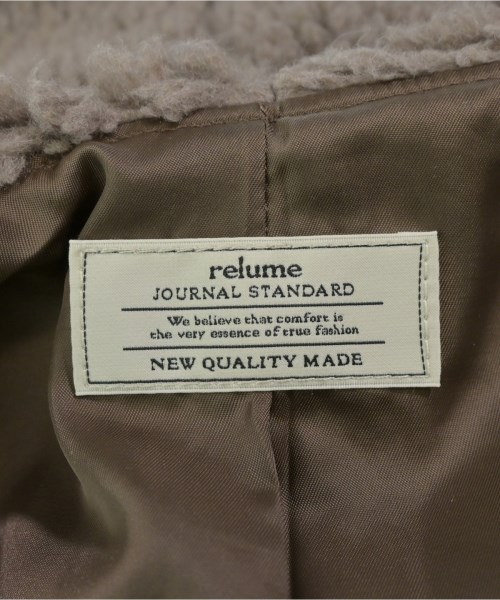 relume
JOURNAL STANDARD
We believe that comfort is
the very essence of true fashion
NEW QUALITY MADE